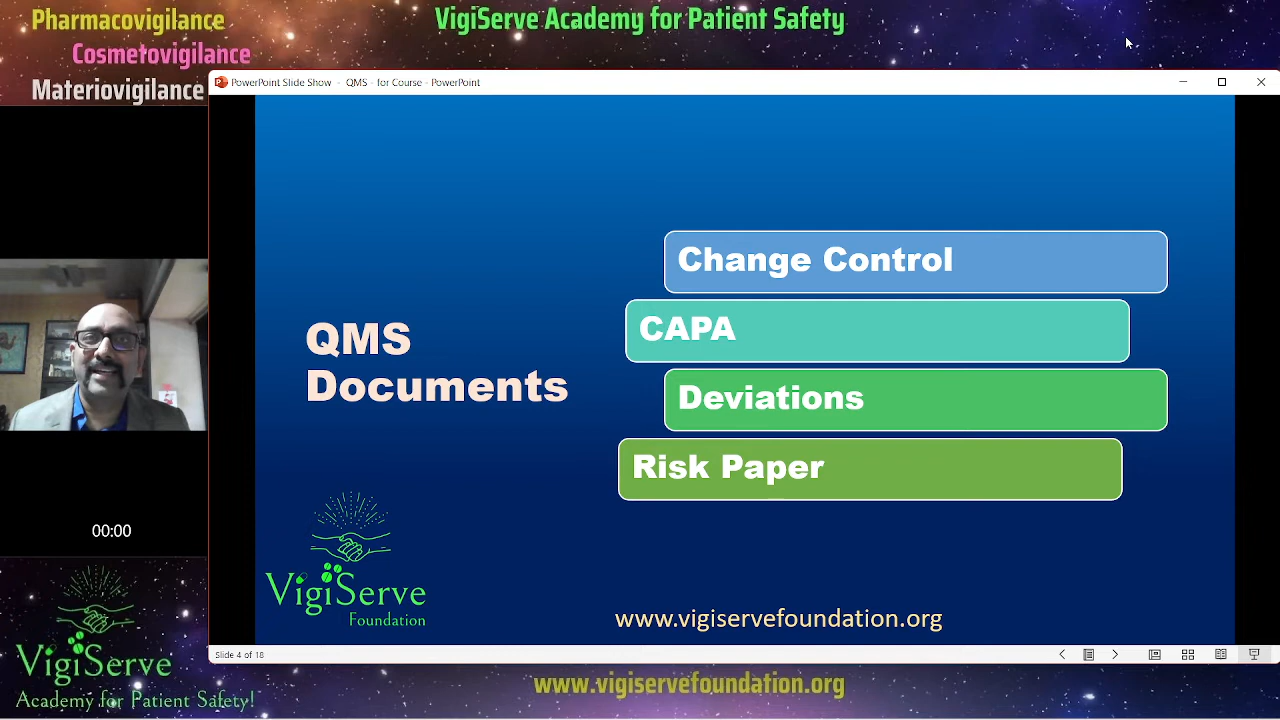 Pharmacovigilance
Cosmetovigilance
Materiovigilance
VigiServe Academy for Patient Safety
PowerPoint Slide Show - QMS - for Course - PowerPoint
QMS
Documents
Change Control
CAPA
Deviations
Risk Paper
VigiServe
Foundation
www.vigiservefoundation.org
00:00
Slide 4 of 18
VigiServe
Academy for Patient Safety!
www.vigiservefoundation.org